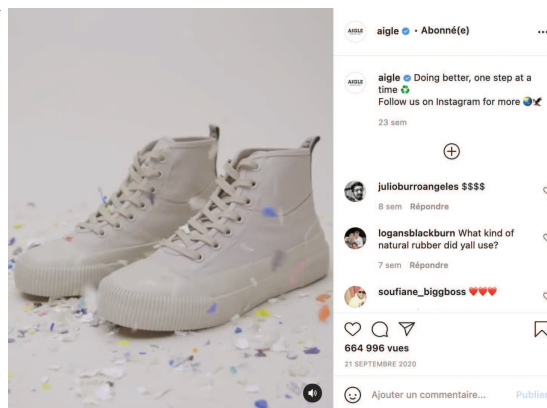 AIGLE
aigle • Abonné(e)
AIGLE
aigle Doing better, one step at a
time
Follow us on Instagram for more
23 sem
julioburroangeles $$$$
8 sem Répondre
logansblackburn What kind of
natural rubber did yall use?
7 sem Répondre
soufiane_biggboss
664 996 vues
21 SEPTEMBRE 2020
Ajouter un commentaire... Publier